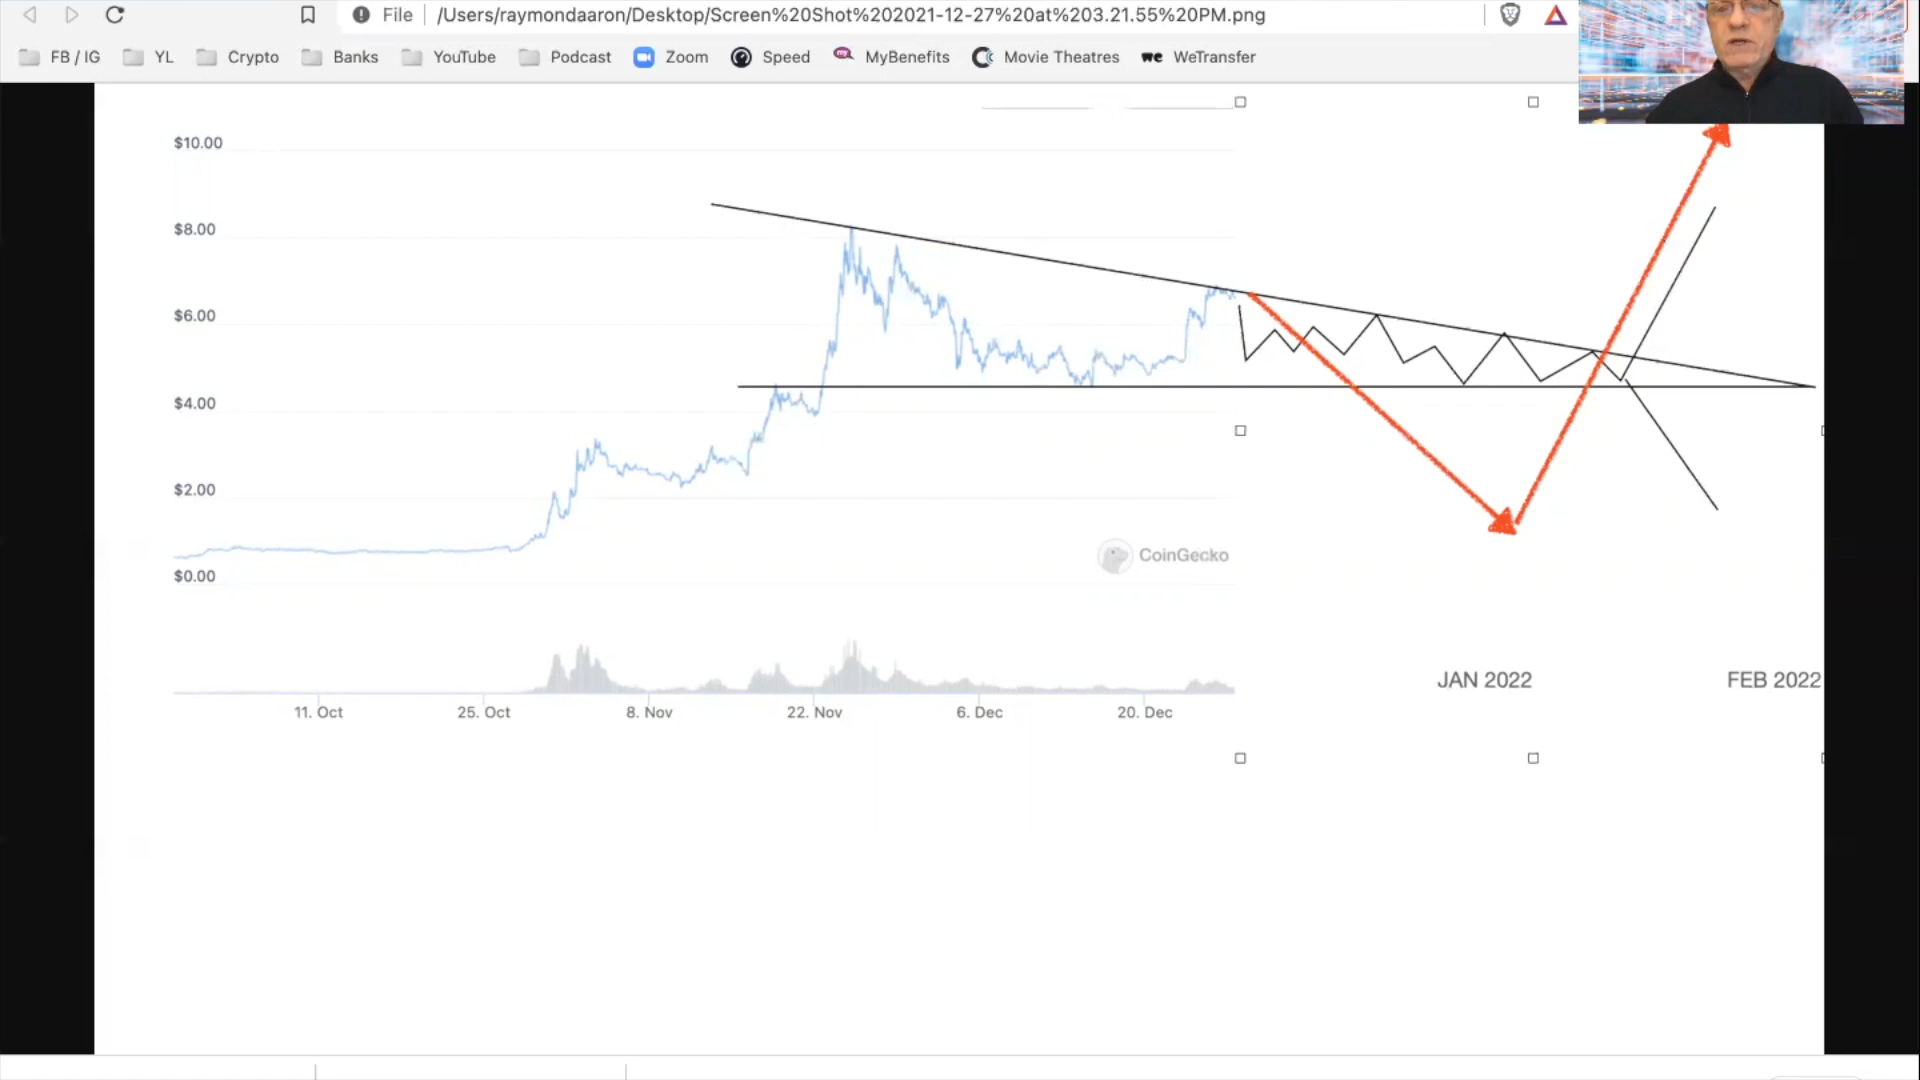 File
/Users/raymondaaron/Desktop/Screen%20Shot%202021-12-27%20at%203.21.55%20PM.png
FB / IG
YL
Crypto
Banks
YouTube
Podcast
Zoom
Speed
my
MyBenefits
Movie Theatres
we
WeTransfer
$10.00
$8.00
$6.00
$4.00
$2.00
CoinGecko
$0.00
JAN 2022
FEB 2022
11. Oct
25. Oct
8. Nov
22. Nov
6. Dec
20. Dec